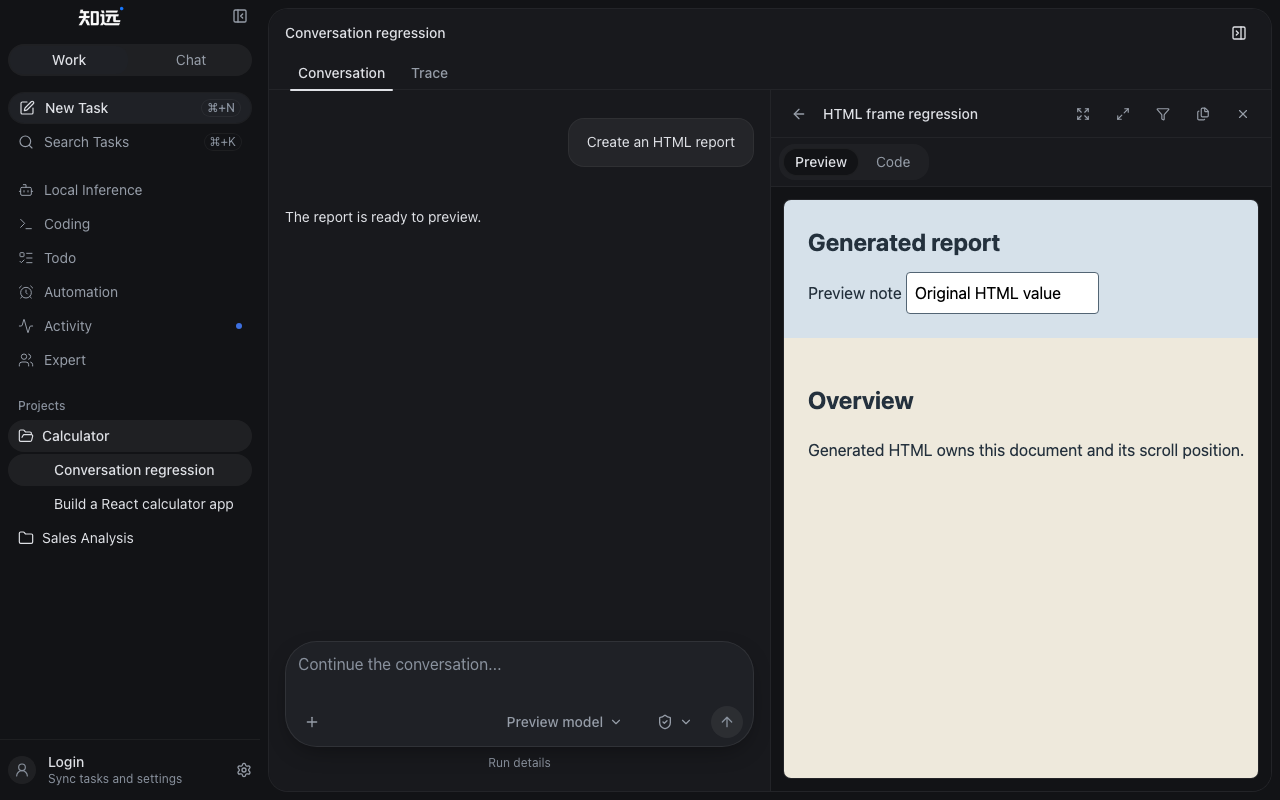 知远
Work
Chat
New Task
⌘+N
Search Tasks
⌘+K
Local Inference
Coding
Todo
Automation
Activity
Expert
Projects
Calculator
Conversation regression
Build a React calculator app
Sales Analysis
Login
Sync tasks and settings
Conversation regression
Conversation
Trace
Create an HTML report
The report is ready to preview.
Continue the conversation...
Preview model
Run details
HTML frame regression
Preview
Code
Generated report
Preview note
Original HTML value
Overview
Generated HTML owns this document and its scroll position.